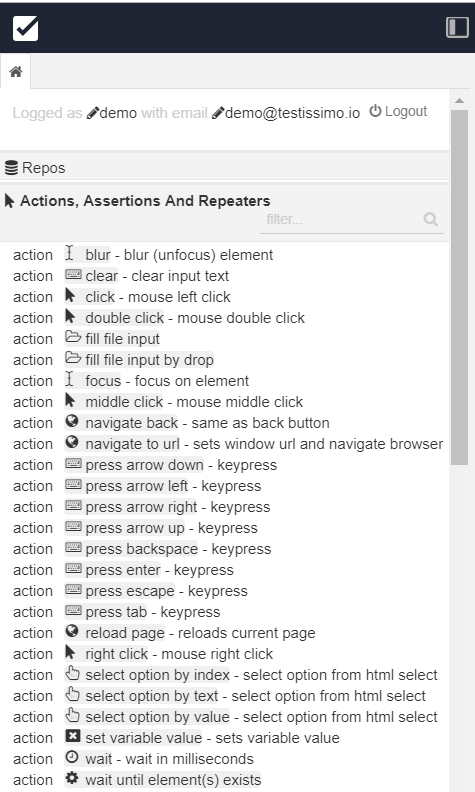 Logged as demo with email demo@testissimo.io Logout
Repos
Actions, Assertions And Repeaters
filter...
action blur - blur (unfocus) element
action clear - clear input text
action click - mouse left click
action double click - mouse double click
action fill file input
action fill file input by drop
action focus - focus on element
action middle click - mouse middle click
action navigate back - same as back button
action navigate to url - sets window url and navigate browser
action press arrow down - keypress
action press arrow left - keypress
action press arrow right - keypress
action press arrow up - keypress
action press backspace - keypress
action press enter - keypress
action press escape - keypress
action press tab - keypress
action reload page - reloads current page
action right click - mouse right click
action select option by index - select option from html select
action select option by text - select option from html select
action select option by value - select option from html select
action set variable value - sets variable value
action wait - wait in milliseconds
action wait until element(s) exists